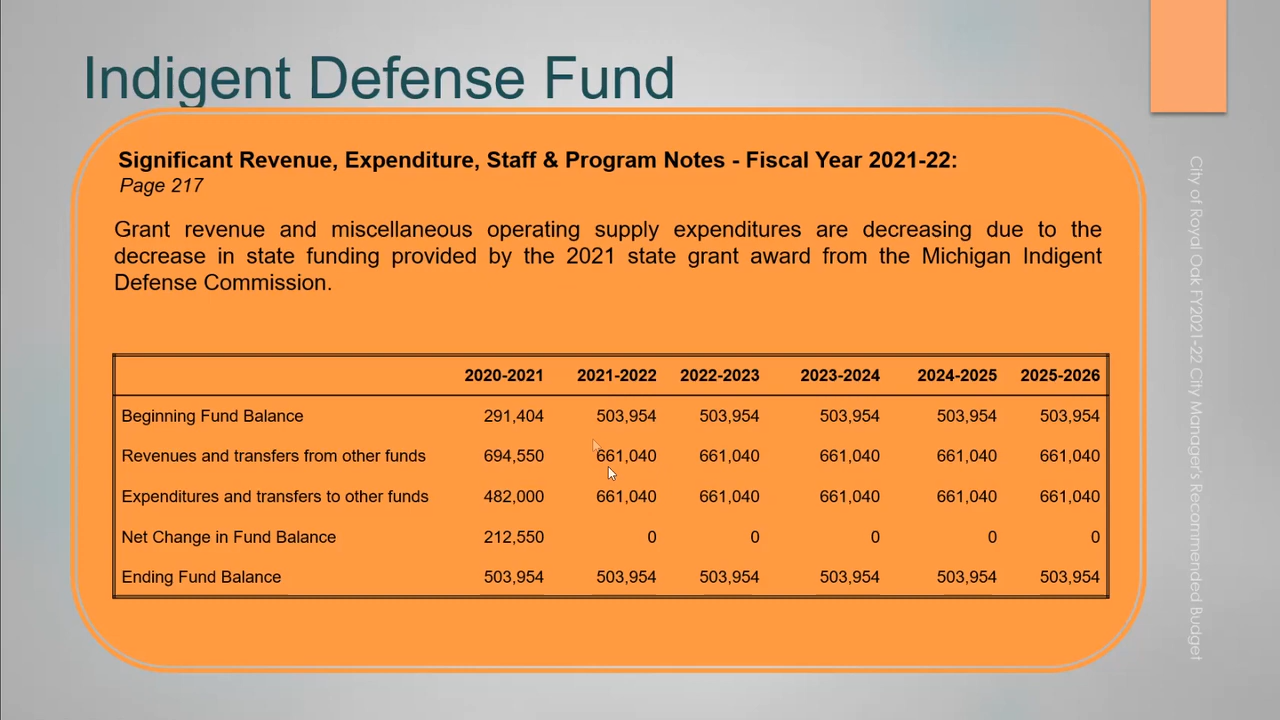 Indigent Defense Fund
Significant Revenue, Expenditure, Staff & Program Notes - Fiscal Year 2021-22:
Page 217
Grant revenue and miscellaneous operating supply expenditures are decreasing due to the
decrease in state funding provided by the 2021 state grant award from the Michigan Indigent
Defense Commission.
2020-2021 2021-2022 2022-2023 2023-2024 2024-2025 2025-2026
Beginning Fund Balance 291,404 503,954 503,954 503,954 503,954 503,954
Revenues and transfers from other funds 694,550 661,040 661,040 661,040 661,040 661,040
Expenditures and transfers to other funds 482,000 661,040 661,040 661,040 661,040 661,040
Net Change in Fund Balance 212,550 0 0 0 0 0
Ending Fund Balance 503,954 503,954 503,954 503,954 503,954 503,954
City of Royal Oak FY2021-22 City Manager's Recommended Budget